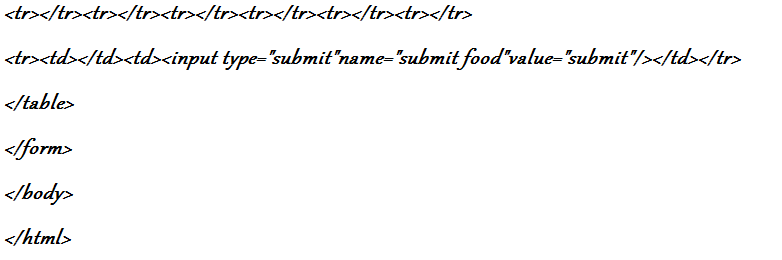 <tr></tr><tr></tr><tr></tr><tr></tr><tr></tr><tr></tr>
<tr><td></td><td><input type="submit"name="submit food"value="submit"/></td></tr>
</table>
</form>
</body>
</html>